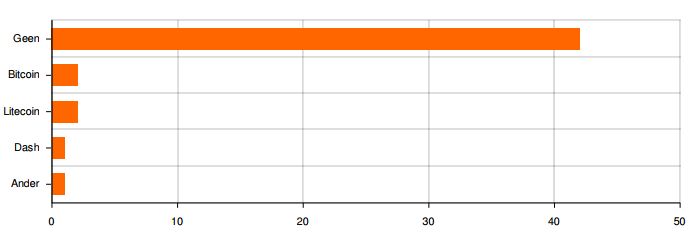 Geen
Bitcoin
Litecoin
Dash
Ander
0 10 20 30 40 50